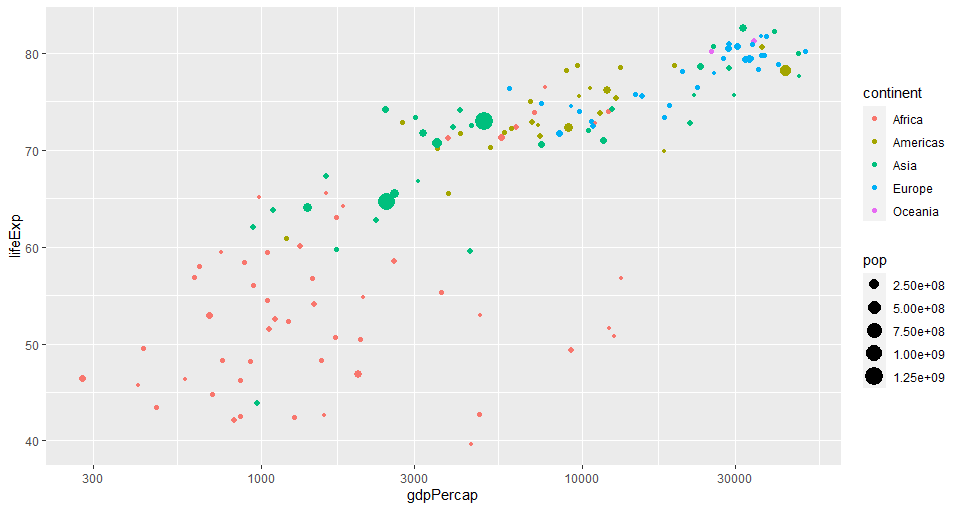 80
70
60
50
40
lifeExp
300
1000
3000
10000
30000
gdpPercap
continent
Africa
Americas
Asia
Europe
Oceania
pop
2.50e+08
5.00e+08
7.50e+08
1.00e+09
1.25e+09